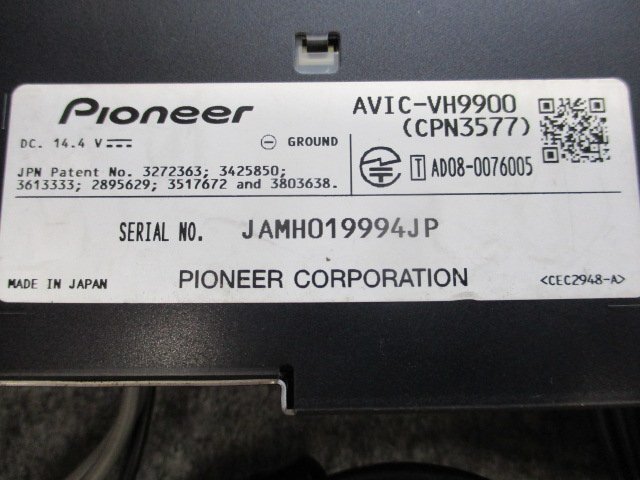 Pioneer
AVIC-VH9900
(CPN3577)
DC. 14.4 V
⊖ GROUND
JPN Patent No. 3272363; 3425850;
3613333; 2895629; 3517672 and 3803638.
T AD08-0076005
SERIAL NO. JAMH019994JP
MADE IN JAPAN
PIONEER CORPORATION
<CEC2948-A>